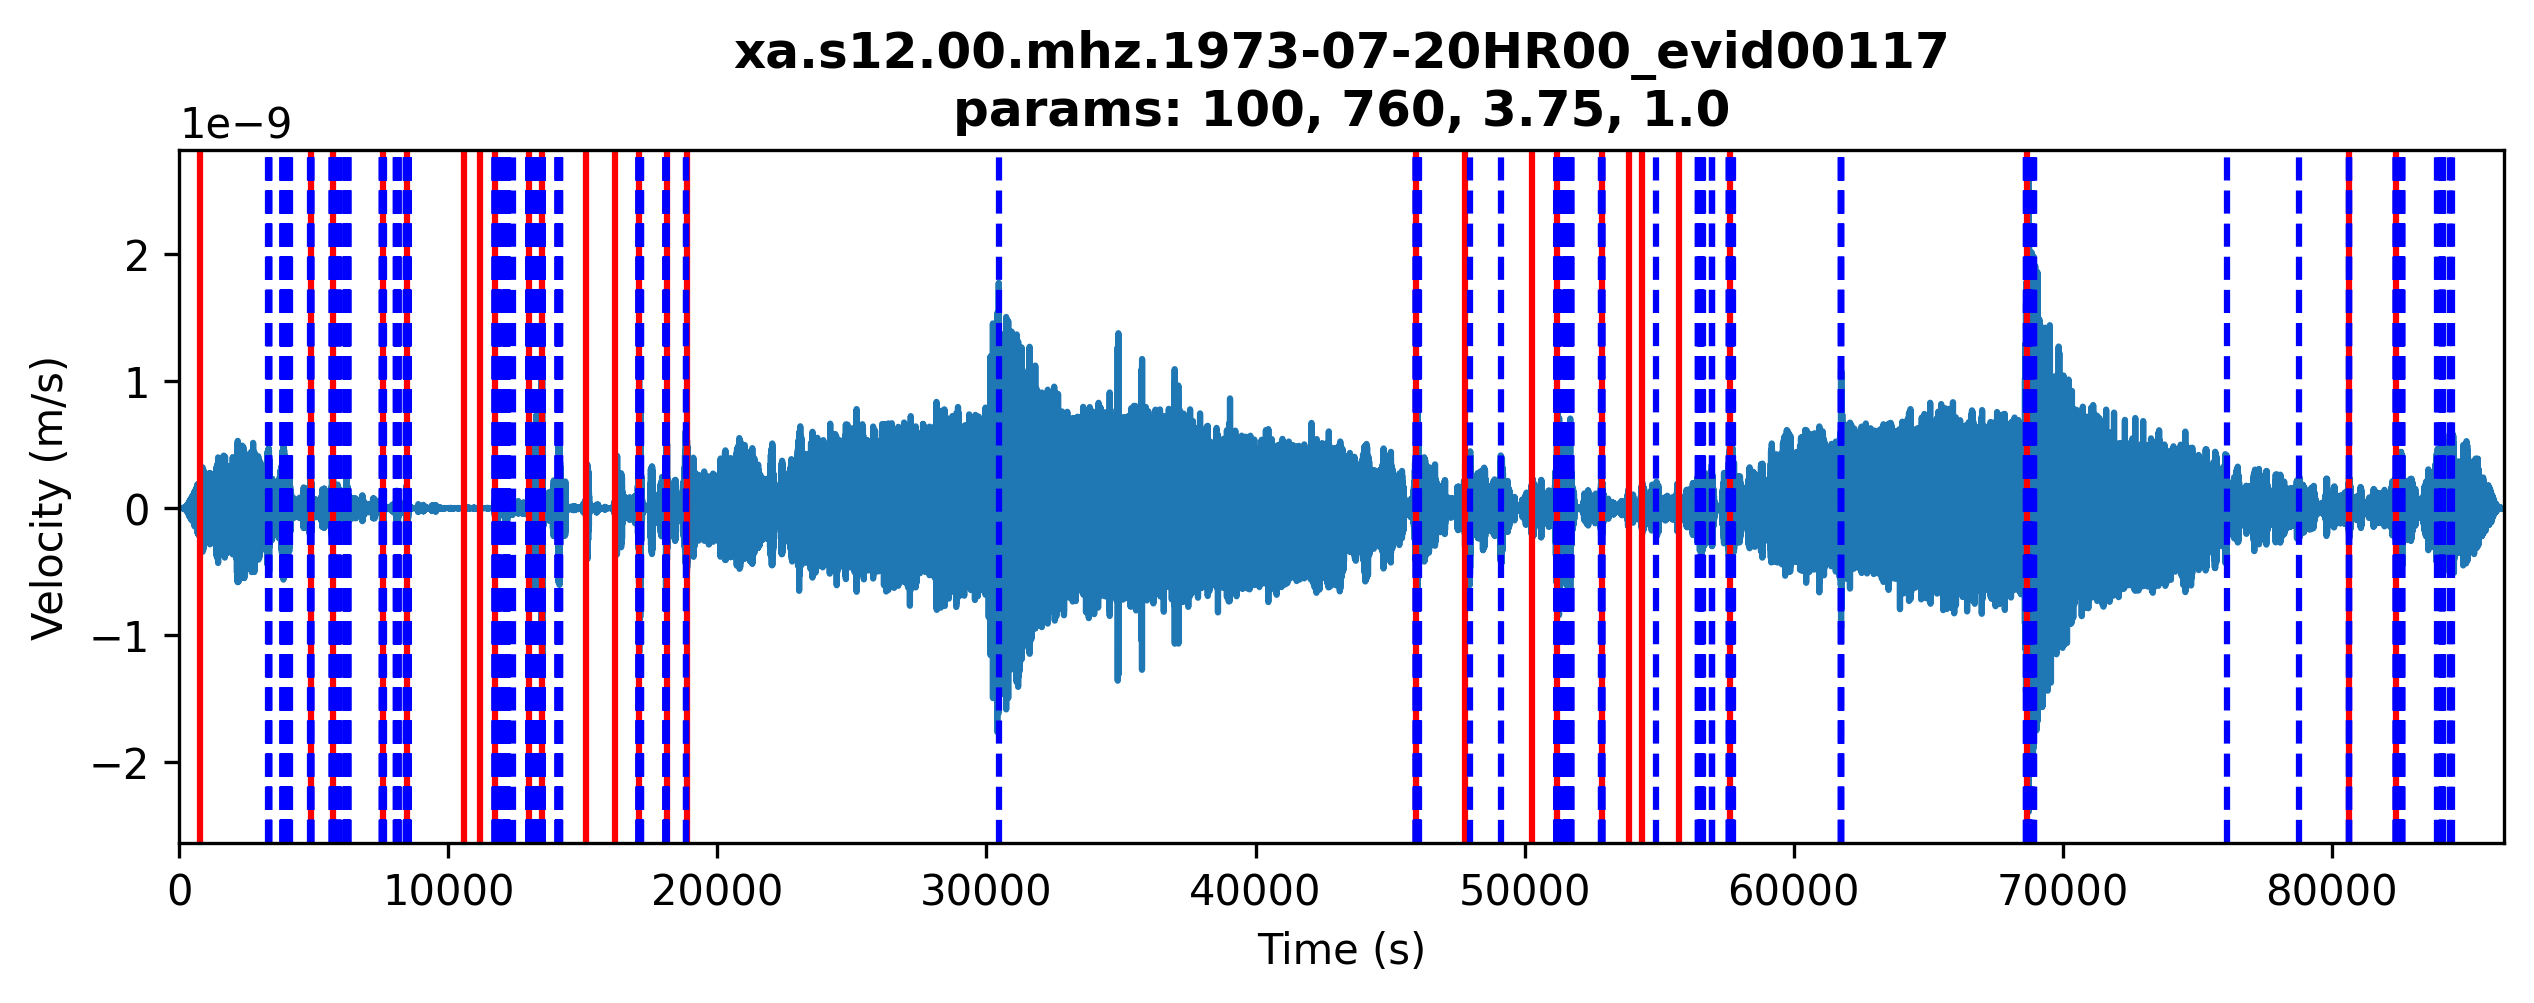 xa.s12.00.mhz.1973-07-20HR00_evid00117
params: 100, 760, 3.75, 1.0
1e−9
2
1
0
−1
−2
Velocity (m/s)
0 10000 20000 30000 40000 50000 60000 70000 80000
Time (s)